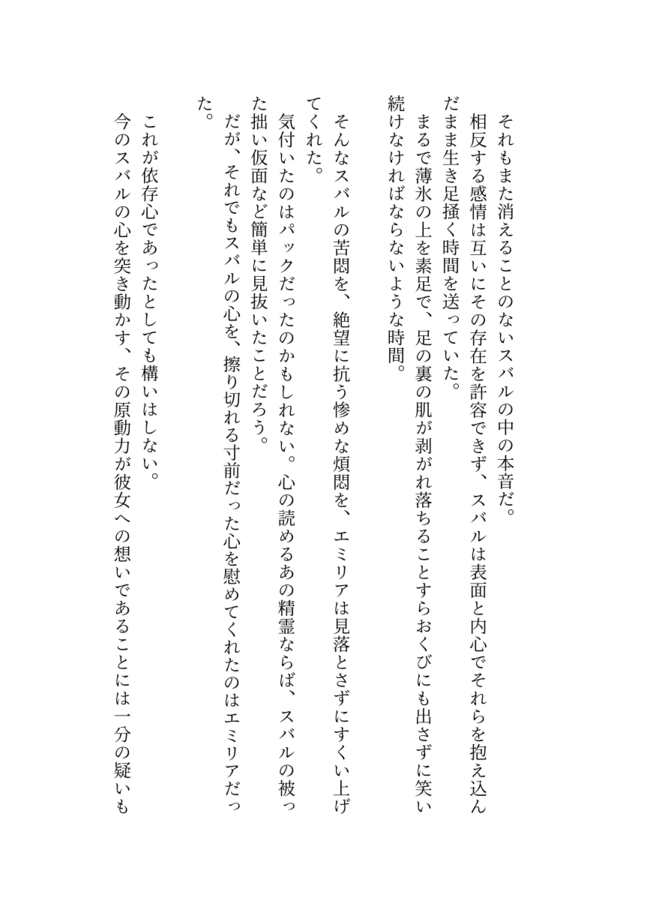 それもまた消えることのないスバルの中の本音だ。
相反する感情は互いにその存在を許容できず、スバルは表面と内心でそれらを抱え込ん
だまま生き足掻く時間を送っていた。
まるで薄氷の上を素足で、足の裏の肌が剥がれ落ちることすらおくびにも出さずに笑い
続けなければならないような時間。
そんなスバルの苦悶を、絶望に抗う惨めな煩悶を、エミリアは見落とさずにすくい上げ
てくれた。
気付いたのはパックだったのかもしれない。心の読めるあの精霊ならば、スバルの被っ
た拙い仮面など簡単に見抜いたことだろう。
だが、それでもスバルの心を、擦り切れる寸前だった心を慰めてくれたのはエミリアだっ
た。
これが依存心であったとしても構いはしない。
今のスバルの心を突き動かす、その原動力が彼女への想いであることには一分の疑いも